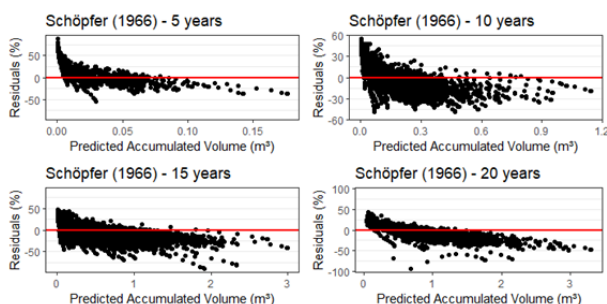 Schöpfer (1966) - 5 years
Residuals (%)
50
0
-50
0.00 0.05 0.10 0.15
Predicted Accumulated Volume (m³)
Schöpfer (1966) - 10 years
Residuals (%)
60
30
0
-30
-60
0.0 0.3 0.6 0.9 1.2
Predicted Accumulated Volume (m³)
Schöpfer (1966) - 15 years
Residuals (%)
50
0
-50
0 1 2 3
Predicted Accumulated Volume (m³)
Schöpfer (1966) - 20 years
Residuals (%)
100
50
0
-50
-100
0 1 2 3
Predicted Accumulated Volume (m³)